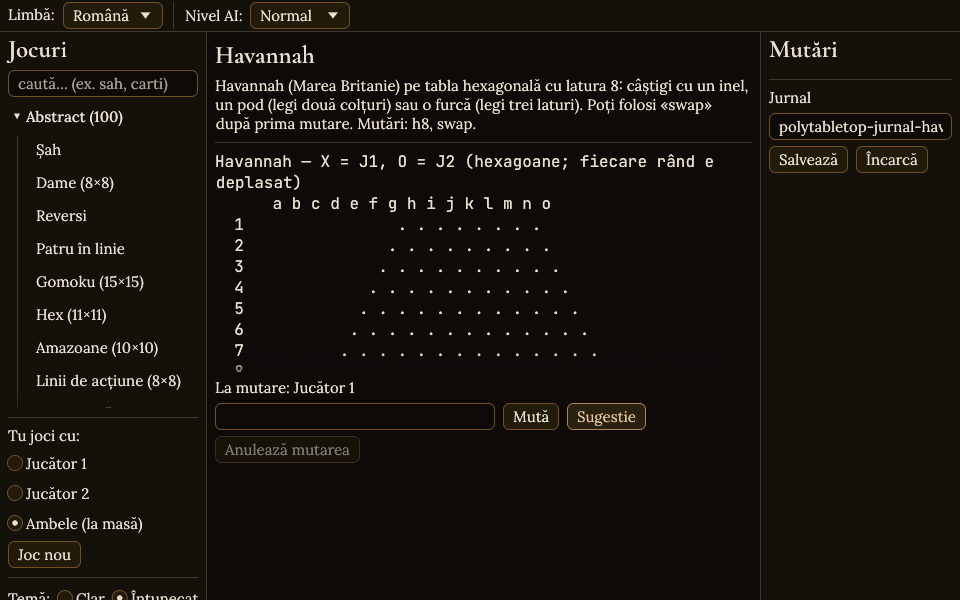 Limbă: Română Nivel AI: Normal
Jocuri
caută... (ex. sah, carti)
Abstract (100)
Șah
Dame (8×8)
Reversi
Patru în linie
Gomoku (15×15)
Hex (11×11)
Amazoane (10×10)
Linii de acțiune (8×8)
Tu joci cu:
Jucător 1
Jucător 2
Ambele (la masă)
Joc nou
Temă: Clar Întunecat
Havannah
Havannah (Marea Britanie) pe tabla hexagonală cu latura 8: câștigi cu un inel,
un pod (legi două colțuri) sau o furcă (legi trei laturi). Poți folosi «swap»
după prima mutare. Mutări: h8, swap.
Havannah — X = J1, O = J2 (hexagoane; fiecare rând e
deplasat)
a b c d e f g h i j k l m n o
1 . . . . . . . .
2 . . . . . . . . .
3 . . . . . . . . . .
4 . . . . . . . . . . .
5 . . . . . . . . . . . .
6 . . . . . . . . . . . . .
7 . . . . . . . . . . . . . .
La mutare: Jucător 1
Mută Sugestie
Anulează mutarea
Mutări
Jurnal
polytabletop-jurnal-hav
Salvează Încarcă